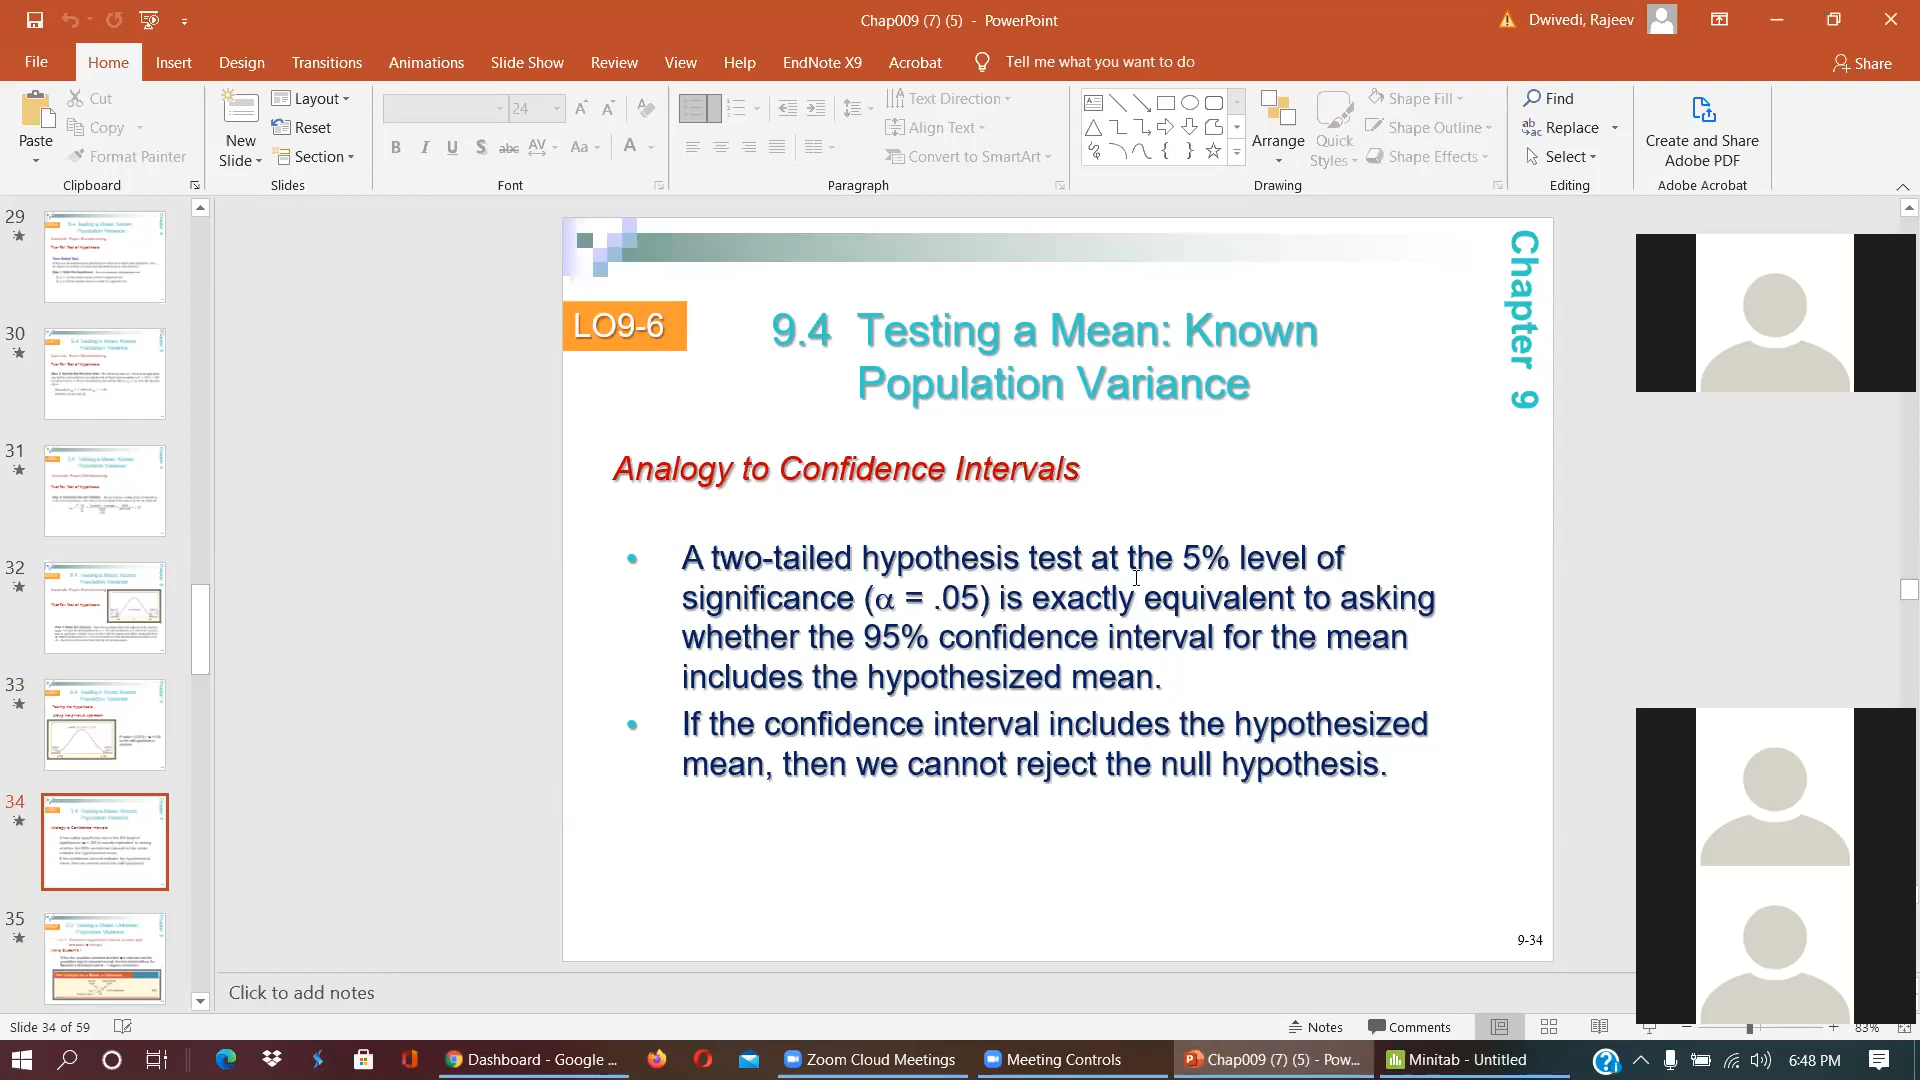 Chap009 (7) (5) - PowerPoint
Dwivedi, Rajeev
File Home Insert Design Transitions Animations Slide Show Review View Help EndNote X9 Acrobat Tell me what you want to do Share
Paste
Cut
Copy
Format Painter
Clipboard
New
Slide
Layout
Reset
Section
Slides
24
B I U S abc AV Aa A
Font
Text Direction
Align Text
Convert to SmartArt
Paragraph
Arrange
Quick
Styles
Shape Fill
Shape Outline
Shape Effects
Drawing
Find
Replace
Select
Editing
Create and Share
Adobe PDF
Adobe Acrobat
29
30
31
32
33
34
35
Chapter 9
LO9-6
9.4 Testing a Mean: Known
Population Variance
Analogy to Confidence Intervals
• A two-tailed hypothesis test at the 5% level of
significance (α = .05) is exactly equivalent to asking
whether the 95% confidence interval for the mean
includes the hypothesized mean.
• If the confidence interval includes the hypothesized
mean, then we cannot reject the null hypothesis.
9-34
Click to add notes
Slide 34 of 59
Notes
Comments
83%
Dashboard - Google ...
Zoom Cloud Meetings
Meeting Controls
Chap009 (7) (5) - Pow...
Minitab - Untitled
6:48 PM